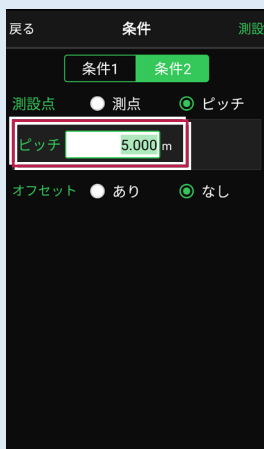 戻る 条件 測設
条件1 条件2
測設点 測点 ピッチ
ピッチ 5.000 m
オフセット あり なし